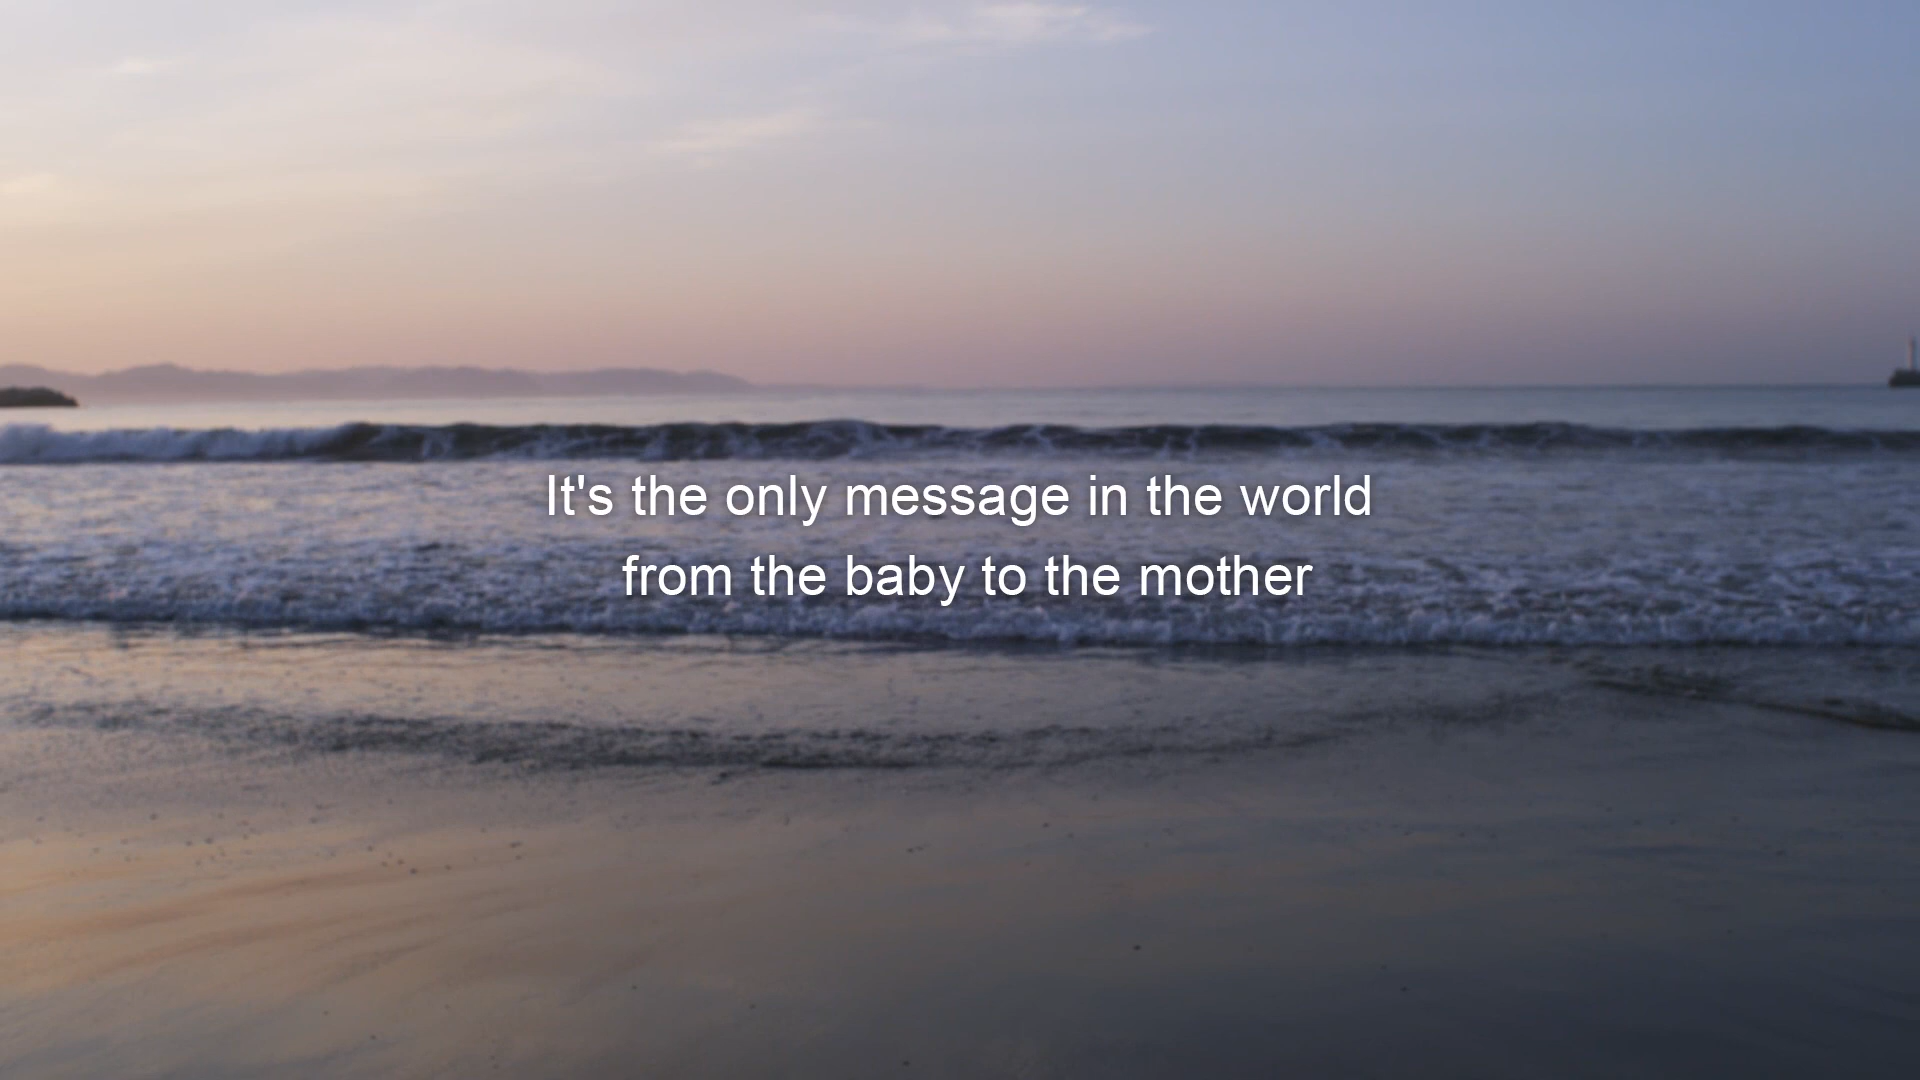 It's the only message in the world
from the baby to the mother